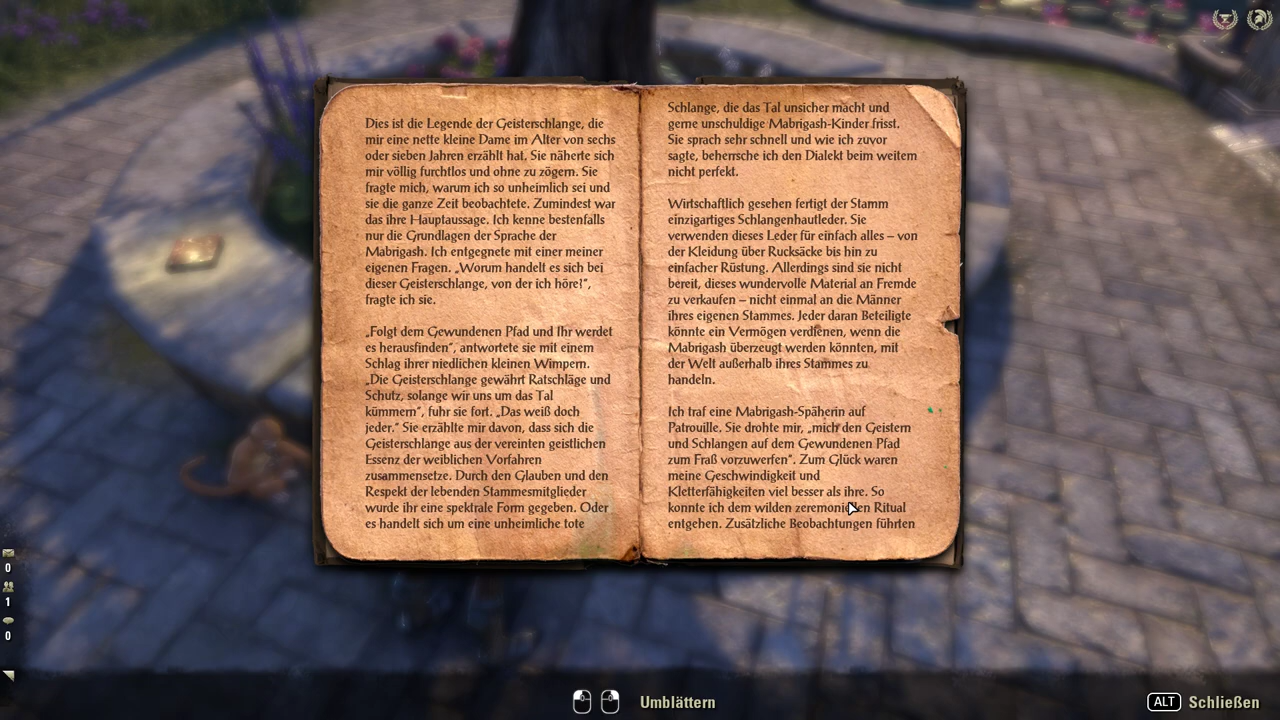 Dies ist die Legende der Geisterschlange, die
mir eine nette kleine Dame im Alter von sechs
oder sieben Jahren erzählt hat. Sie näherte sich
mir völlig furchtlos und ohne zu zögern. Sie
fragte mich, warum ich so unheimlich sei und
sie die ganze Zeit beobachtete. Zumindest war
das ihre Hauptaussage. Ich kenne bestenfalls
nur die Grundlagen der Sprache der
Mabrigash. Ich entgegnete mit einer meiner
eigenen Fragen. „Worum handelt es sich bei
dieser Geisterschlange, von der ich höre?“,
fragte ich sie.
„Folgt dem Gewundenen Pfad und Ihr werdet
es herausfinden“, antwortete sie mit einem
Schlag ihrer niedlichen kleinen Wimpern.
„Die Geisterschlange gewährt Ratschläge und
Schutz, solange wir uns um das Tal
kümmern“, fuhr sie fort. „Das weiß doch
jeder.“ Sie erzählte mir davon, dass sich die
Geisterschlange aus der vereinten geistlichen
Essenz der weiblichen Vorfahren
zusammensetze. Durch den Glauben und den
Respekt der lebenden Stammesmitglieder
wurde ihr eine spektrale Form gegeben. Oder
es handelt sich um eine unheimliche tote
Schlange, die das Tal unsicher macht und
gerne unschuldige Mabrigash-Kinder frisst.
Sie sprach sehr schnell und wie ich zuvor
sagte, beherrsche ich den Dialekt beim weitem
nicht perfekt.
Wirtschaftlich gesehen fertigt der Stamm
einzigartiges Schlangenhautleder. Sie
verwenden dieses Leder für einfach alles – von
der Kleidung über Rucksäcke bis hin zu
einfacher Rüstung. Allerdings sind sie nicht
bereit, dieses wundervolle Material an Fremde
zu verkaufen – nicht einmal an die Männer
ihres eigenen Stammes. Jeder daran Beteiligte
könnte ein Vermögen verdienen, wenn die
Mabrigash überzeugt werden könnten, mit
der Welt außerhalb ihres Stammes zu
handeln.
Ich traf eine Mabrigash-Späherin auf
Patrouille. Sie drohte mir, „mich den Geistern
und Schlangen auf dem Gewundenen Pfad
zum Fraß vorzuwerfen“. Zum Glück waren
meine Geschwindigkeit und
Kletterfähigkeiten viel besser als ihre. So
konnte ich dem wilden zeremoniellen Ritual
entgehen. Zusätzliche Beobachtungen führten
0
1
0
Umblättern
ALT Schließen